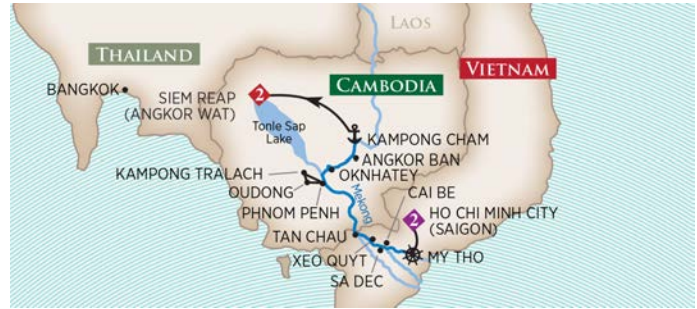 LAOS
THAILAND
VIETNAM
CAMBODIA
BANGKOK
SIEM REAP
(ANGKOR WAT)
2
Tonle Sap
Lake
KAMPONG CHAM
ANGKOR BAN
OKNHATEY
KAMPONG TRALACH
OUDONG
PHNOM PENH
Mekong
CAI BE
2
HO CHI MINH CITY
(SAIGON)
TAN CHAU
MY THO
XEO QUYT
SA DEC